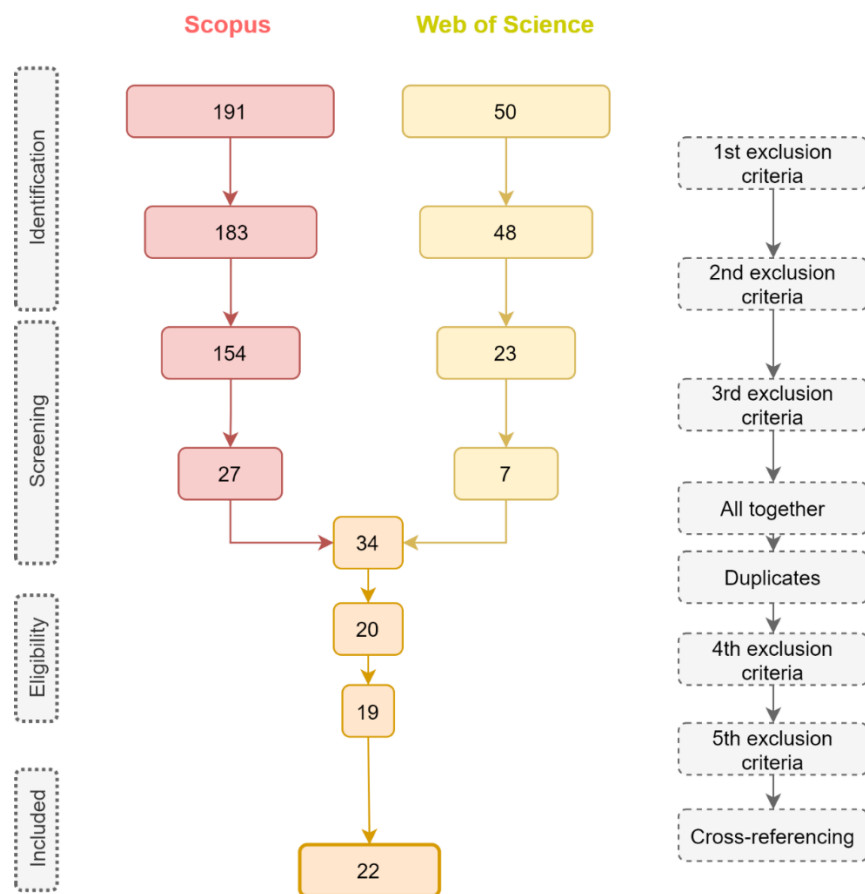 Scopus
Web of Science
Identification
Screening
Eligibility
Included
191
50
183
48
154
23
27
7
34
20
19
22
1st exclusion
criteria
2nd exclusion
criteria
3rd exclusion
criteria
All together
Duplicates
4th exclusion
criteria
5th exclusion
criteria
Cross-referencing